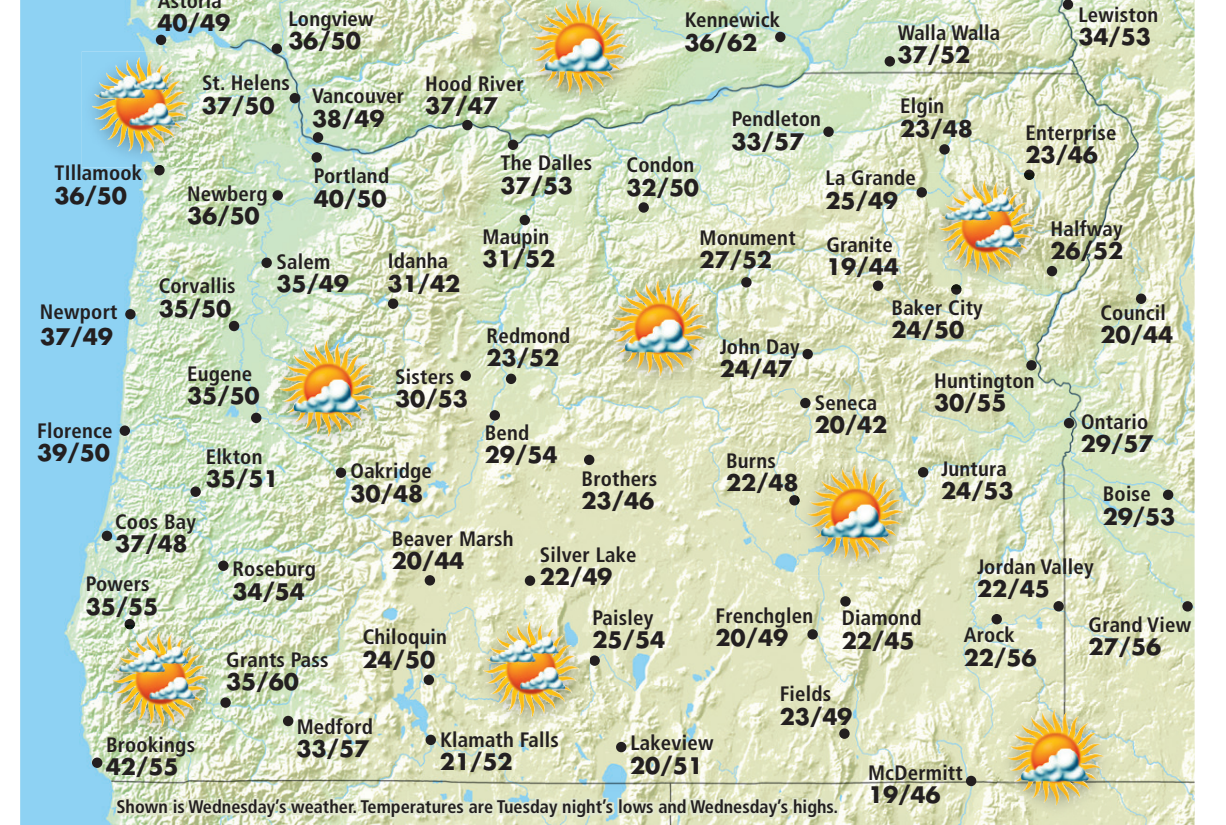 Astoria
40/49
Longview
36/50
Kennewick
36/62
Walla Walla
37/52
Lewiston
34/53
St. Helens
37/50
Vancouver
38/49
Hood River
37/47
Pendleton
33/57
Elgin
23/48
Enterprise
23/46
TIllamook
36/50
Newberg
36/50
Portland
40/50
The Dalles
37/53
Condon
32/50
La Grande
25/49
Maupin
31/52
Monument
27/52
Granite
19/44
Halfway
26/52
Salem
35/49
Idanha
31/42
Corvallis
35/50
Newport
37/49
Baker City
24/50
Council
20/44
Redmond
23/52
John Day
24/47
Eugene
35/50
Sisters
30/53
Huntington
30/55
Seneca
20/42
Ontario
29/57
Florence
39/50
Bend
29/54
Elkton
35/51
Oakridge
30/48
Brothers
23/46
Burns
22/48
Juntura
24/53
Boise
29/53
Coos Bay
37/48
Beaver Marsh
20/44
Silver Lake
22/49
Roseburg
34/54
Jordan Valley
22/45
Powers
35/55
Paisley
25/54
Frenchglen
20/49
Diamond
22/45
Arock
22/56
Grand View
27/56
Chiloquin
24/50
Grants Pass
35/60
Fields
23/49
Medford
33/57
Klamath Falls
21/52
Lakeview
20/51
Brookings
42/55
McDermitt
19/46
Shown is Wednesday's weather. Temperatures are Tuesday night's lows and Wednesday's highs.